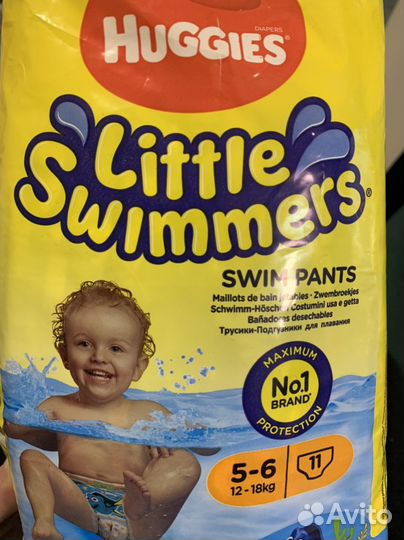 DIAPERS
HUGGIES
Little
Swimmers®
SWIM PANTS
Maillots de bain jetables · Zwembroekjes
Schwimm-Höschen Costumini usa e getta
Bañadores desechables
Трусики-Подгузники для плавания
MAXIMUM
No.1
BRAND*
PROTECTION
5-6
12-18kg
11
Avito